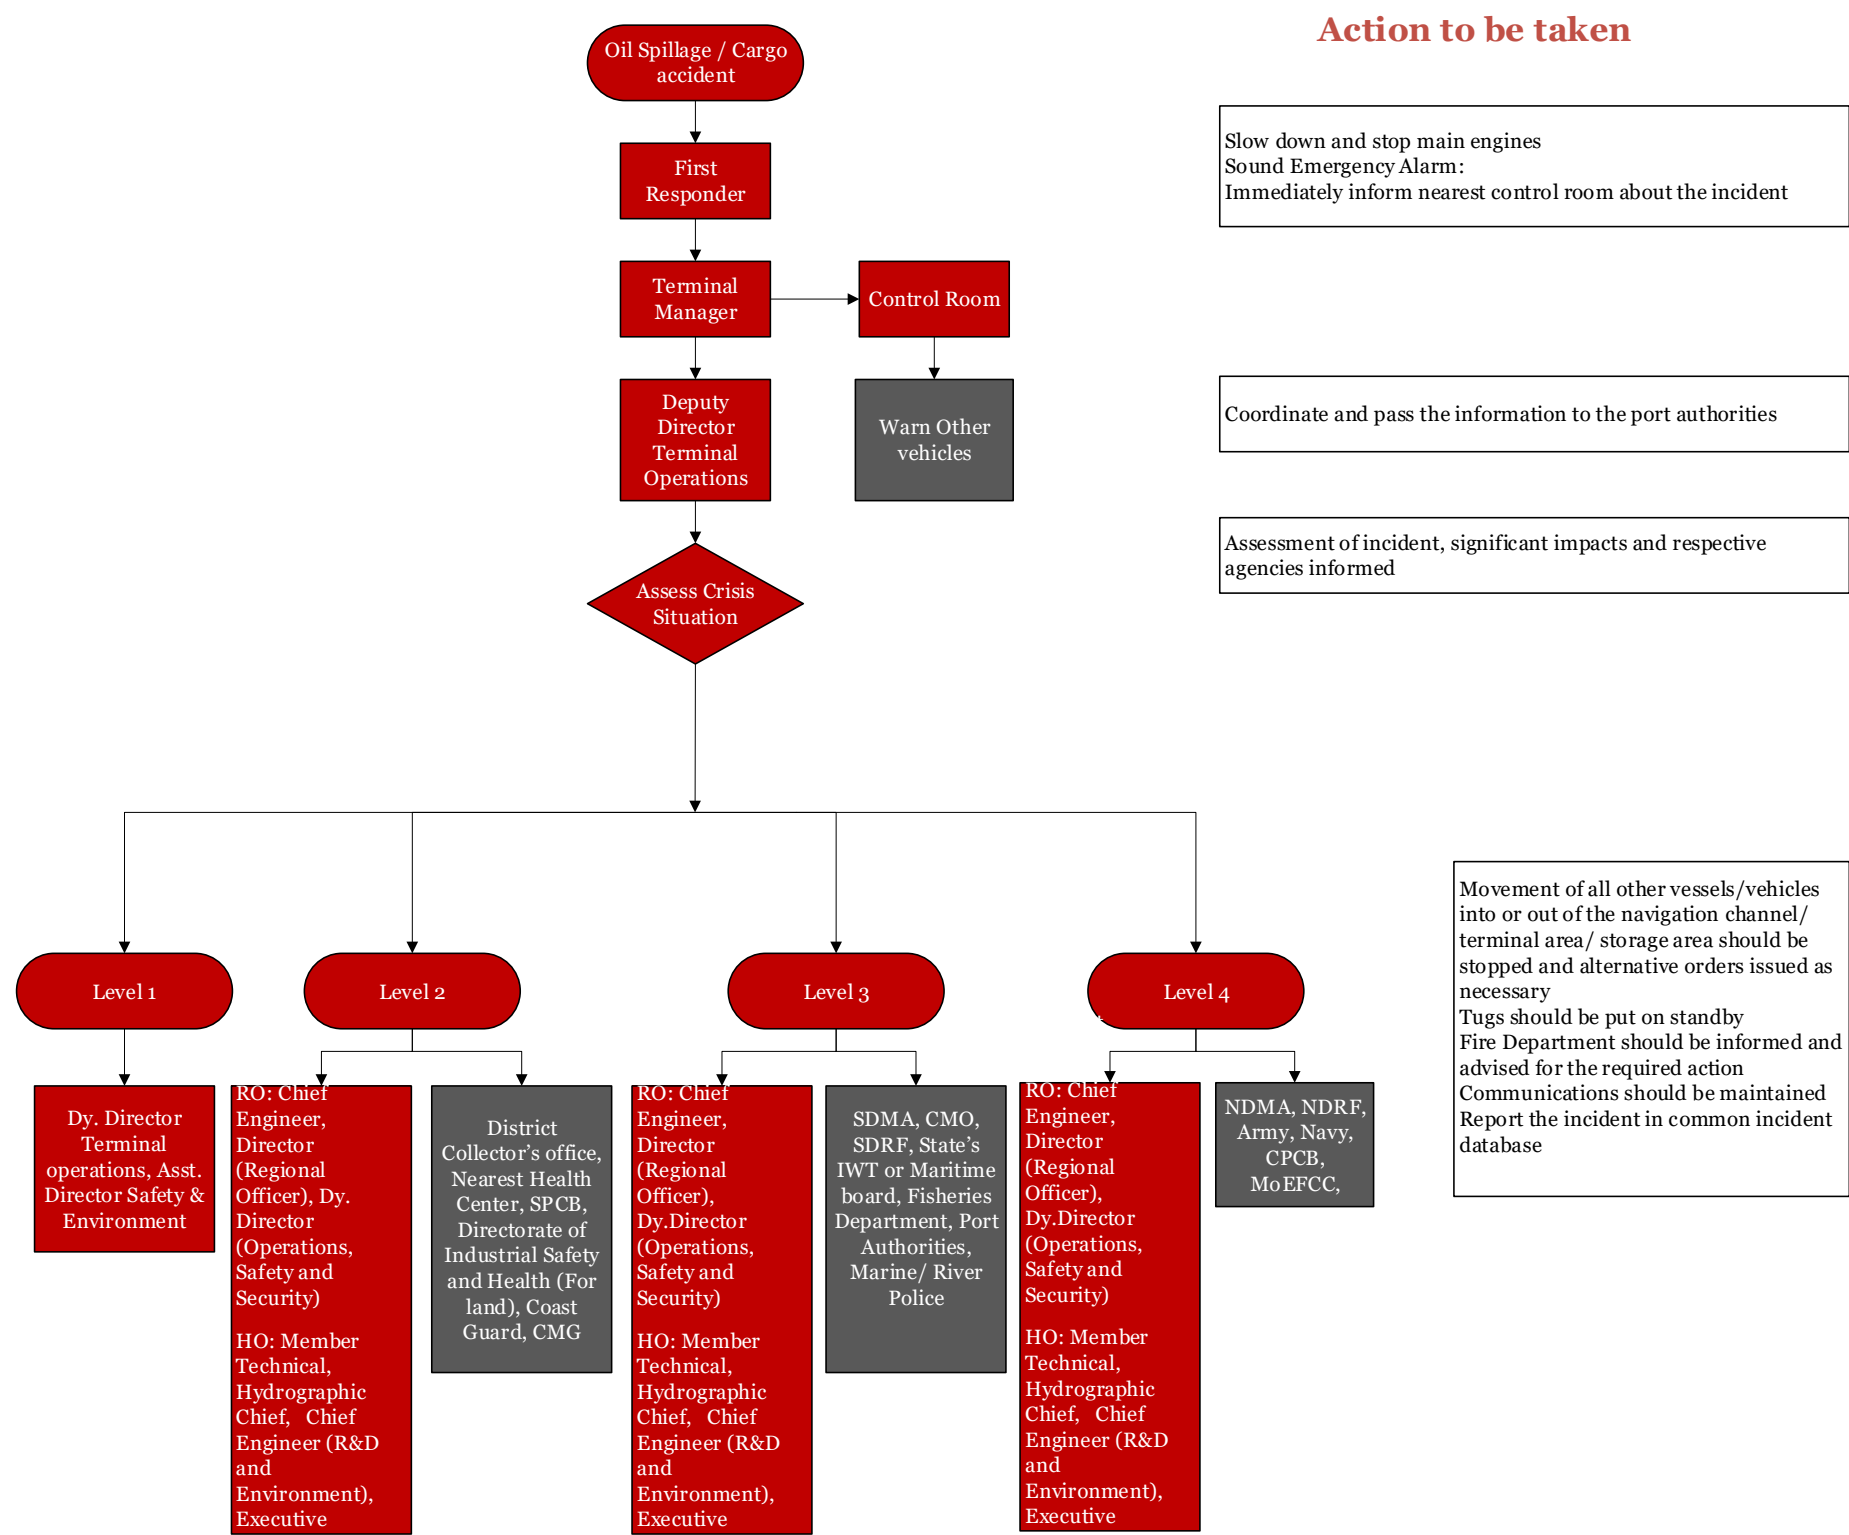 Action to be taken
Oil Spillage / Cargo
accident
Slow down and stop main engines
Sound Emergency Alarm:
Immediately inform nearest control room about the incident
First
Responder
Terminal
Manager
Control Room
Deputy
Director
Terminal
Operations
Warn Other
vehicles
Coordinate and pass the information to the port authorities
Assessment of incident, significant impacts and respective
agencies informed
Assess Crisis
Situation
Movement of all other vessels/vehicles
into or out of the navigation channel/
terminal area/ storage area should be
stopped and alternative orders issued as
necessary
Tugs should be put on standby
Fire Department should be informed and
advised for the required action
Communications should be maintained
Report the incident in common incident
database
Level 1
Level 2
Level 3
Level 4
Dy. Director
Terminal
operations, Asst.
Director Safety &
Environment
RO: Chief
Engineer,
Director
(Regional
Officer), Dy.
Director
(Operations,
Safety and
Security)
HO: Member
Technical,
Hydrographic
Chief, Chief
Engineer (R&D
and
Environment),
Executive
District
Collector's office,
Nearest Health
Center, SPCB,
Directorate of
Industrial Safety
and Health (For
land), Coast
Guard, CMG
RO: Chief
Engineer,
Director
(Regional
Officer),
Dy.Director
(Operations,
Safety and
Security)
HO: Member
Technical,
Hydrographic
Chief, Chief
Engineer (R&D
and
Environment),
Executive
SDMA, CMO,
SDRF, State's
IWT or Maritime
board, Fisheries
Department, Port
Authorities,
Marine/ River
Police
RO: Chief
Engineer,
Director
(Regional
Officer),
Dy.Director
(Operations,
Safety and
Security)
HO: Member
Technical,
Hydrographic
Chief, Chief
Engineer (R&D
and
Environment),
Executive
NDMA, NDRF,
Army, Navy,
CPCB,
MoEFCC,